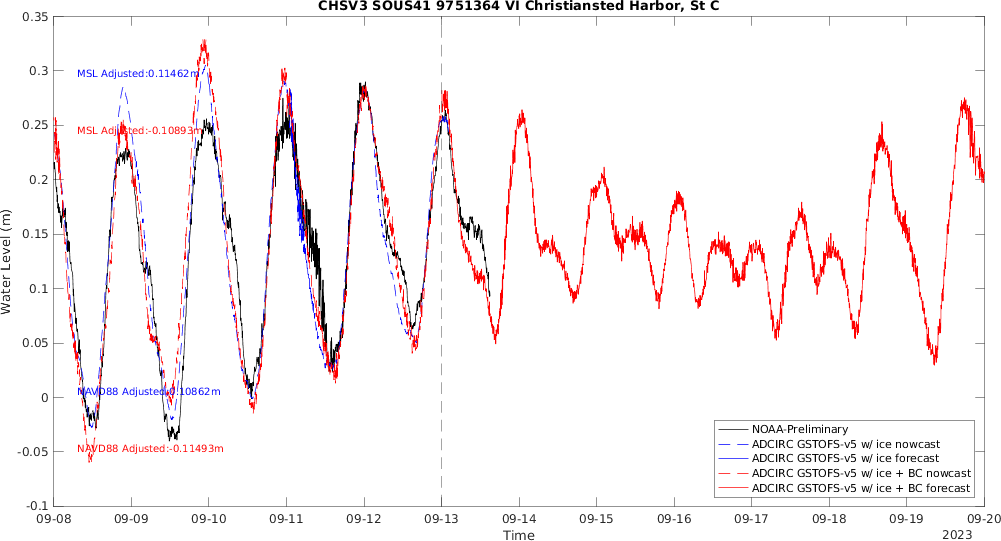 CHSV3 SOUS41 9751364 VI Christiansted Harbor, St C
0.35
0.3
0.25
0.2
0.15
0.1
0.05
0
-0.05
-0.1
Water Level (m)
MSL Adjusted:0.11462m
MSL Adjusted:-0.10893m
NAVD88 Adjusted:0.10862m
NAVD88 Adjusted:-0.11493m
NOAA-Preliminary
ADCIRC GSTOFS-v5 w/ ice nowcast
ADCIRC GSTOFS-v5 w/ ice forecast
ADCIRC GSTOFS-v5 w/ ice + BC nowcast
ADCIRC GSTOFS-v5 w/ ice + BC forecast
09-08 09-09 09-10 09-11 09-12 09-13 09-14 09-15 09-16 09-17 09-18 09-19 09-20
Time
2023